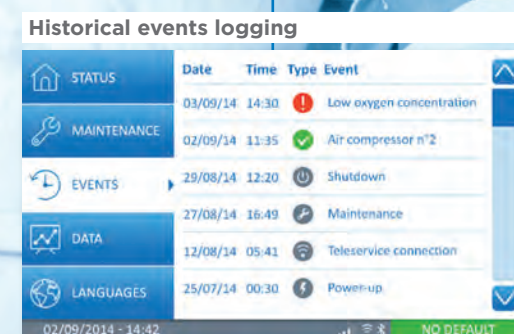 Historical events logging
STATUS
MAINTENANCE
EVENTS
DATA
LANGUAGES
Date Time Type Event
03/09/14 14:30 Low oxygen concentration
02/09/14 11:35 Air compressor n°2
29/08/14 12:20 Shutdown
27/08/14 16:49 Maintenance
12/08/14 05:41 Teleservice connection
25/07/14 00:30 Power-up
02/09/2014 - 14:42 NO DEFAULT